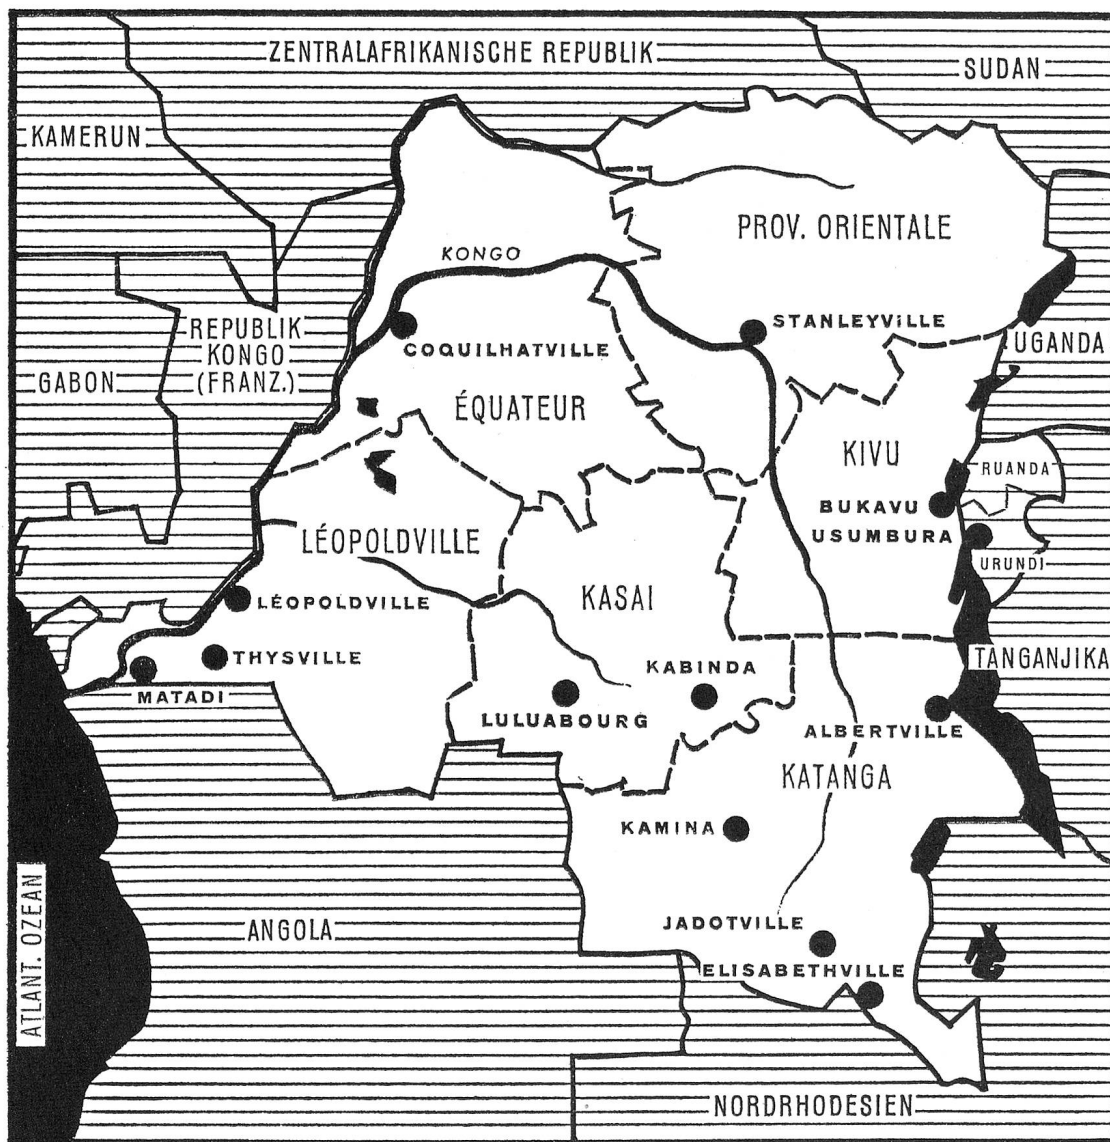 ZENTRALAFRIKANISCHE REPUBLIK
SUDAN
KAMERUN
PROV. ORIENTALE
KONGO
REPUBLIK
KONGO
(FRANZ.)
STANLEYViLLE
UGANDA
COQUILHATVILLE
GABON
ÉQUATEUR
KIVU
RUANDA
BUKAVU
USUMBURA
LÉOPOLDVILLE
URUNDI
KASAI
LÉOPOLDVILLE
THYSVILLE
KABINDA
TANGANJIKA
MATADI
LULUABOURG
ALBERTVILLE
KATANGA
KAMINA
ATLANT. OZEAN
ANGOLA
JADOTVILLE
ELISABETHVILLE
NORDRHODESIEN